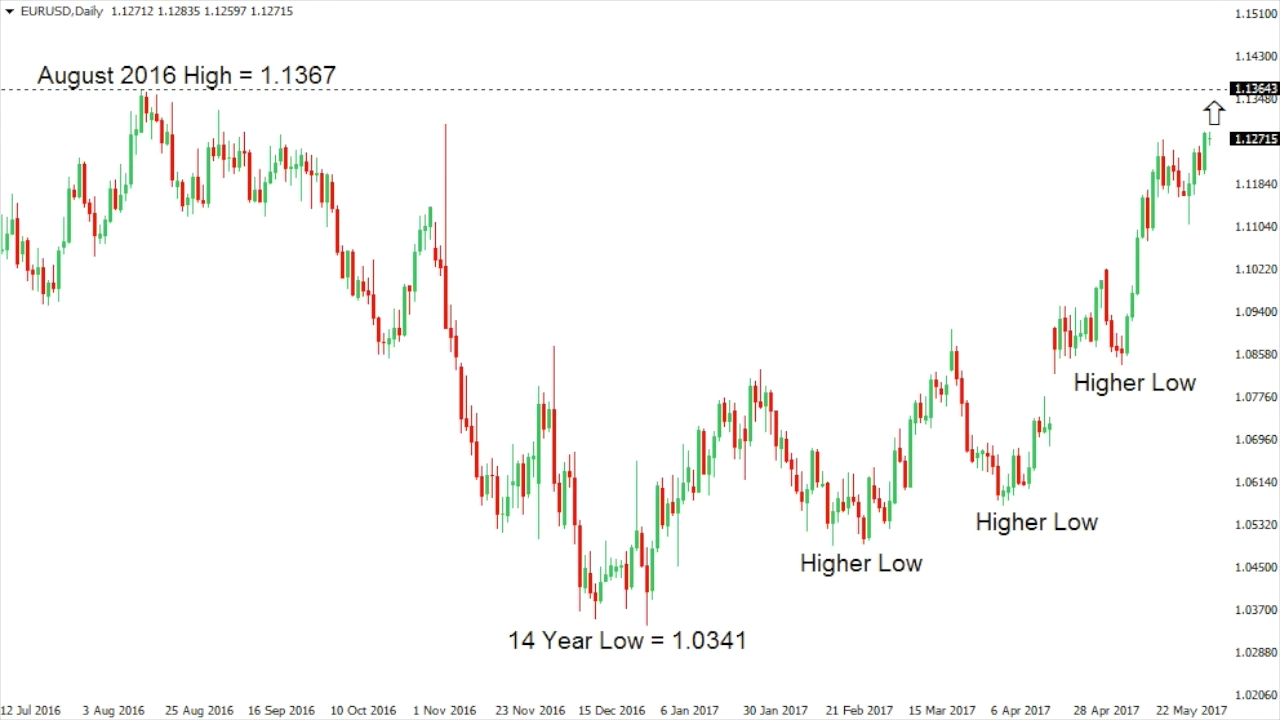 EURUSD,Daily 1.12712 1.12835 1.12597 1.12715
1.15100
1.14300
August 2016 High = 1.1367
1.13643
1.13480
1.12715
1.11840
1.11040
1.10220
1.09400
1.08580
Higher Low
1.07760
1.06960
1.06140
Higher Low
1.05320
Higher Low
1.04500
1.03700
14 Year Low = 1.0341
1.02880
1.02060
12 Jul 2016 3 Aug 2016 25 Aug 2016 16 Sep 2016 10 Oct 2016 1 Nov 2016 23 Nov 2016 15 Dec 2016 6 Jan 2017 30 Jan 2017 21 Feb 2017 15 Mar 2017 6 Apr 2017 28 Apr 2017 22 May 2017